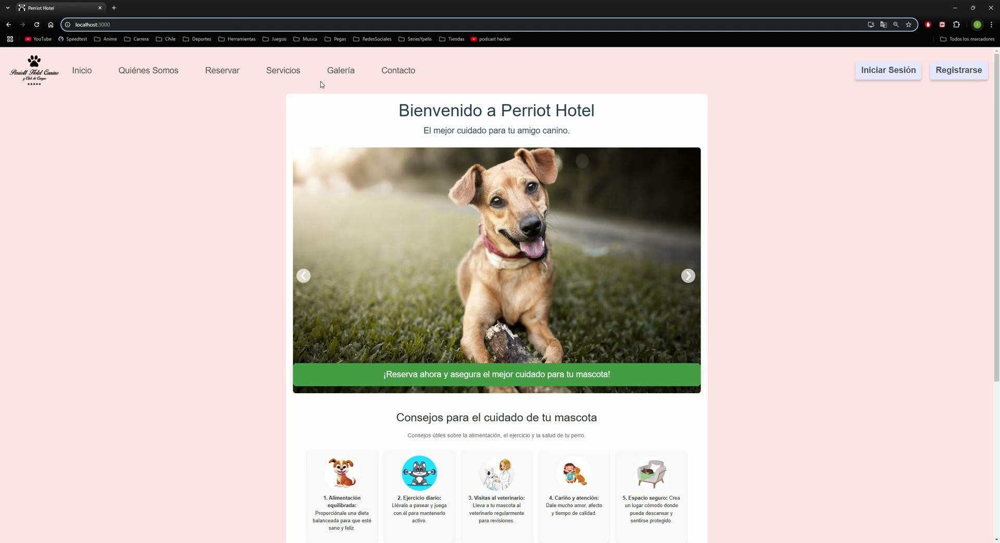 Perriot Hotel
localhost:3000
YouTube Speedtest Anime Carrera Chile Deportes Herramientas Juegos Musica Pegas RedesSociales SeriesYpelis Tiendas podcast hacker Todos los marcadores
Perriott Hotel Canino
y Club de Campo
Inicio Quiénes Somos Reservar Servicios Galería Contacto Iniciar Sesión Registrarse
Bienvenido a Perriot Hotel
El mejor cuidado para tu amigo canino.
¡Reserva ahora y asegura el mejor cuidado para tu mascota!
Consejos para el cuidado de tu mascota
Consejos útiles sobre la alimentación, el ejercicio y la salud de tu perro.
1. Alimentación
equilibrada:
Proporciónale una dieta
balanceada para que esté
sano y feliz.
2. Ejercicio diario:
Llévalo a pasear y juega
con él para mantenerlo
activo.
3. Visitas al veterinario:
Lleva a tu mascota al
veterinario regularmente
para revisiones.
4. Cariño y atención:
Dale mucho amor, afecto
y tiempo de calidad.
5. Espacio seguro: Crea
un lugar cómodo donde
pueda descansar y
sentirse protegido.